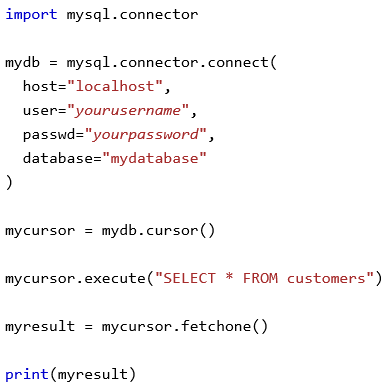 import mysql.connector

mydb = mysql.connector.connect(
  host="localhost",
  user="yourusername",
  passwd="yourpassword",
  database="mydatabase"
)

mycursor = mydb.cursor()

mycursor.execute("SELECT * FROM customers")

myresult = mycursor.fetchone()

print(myresult)